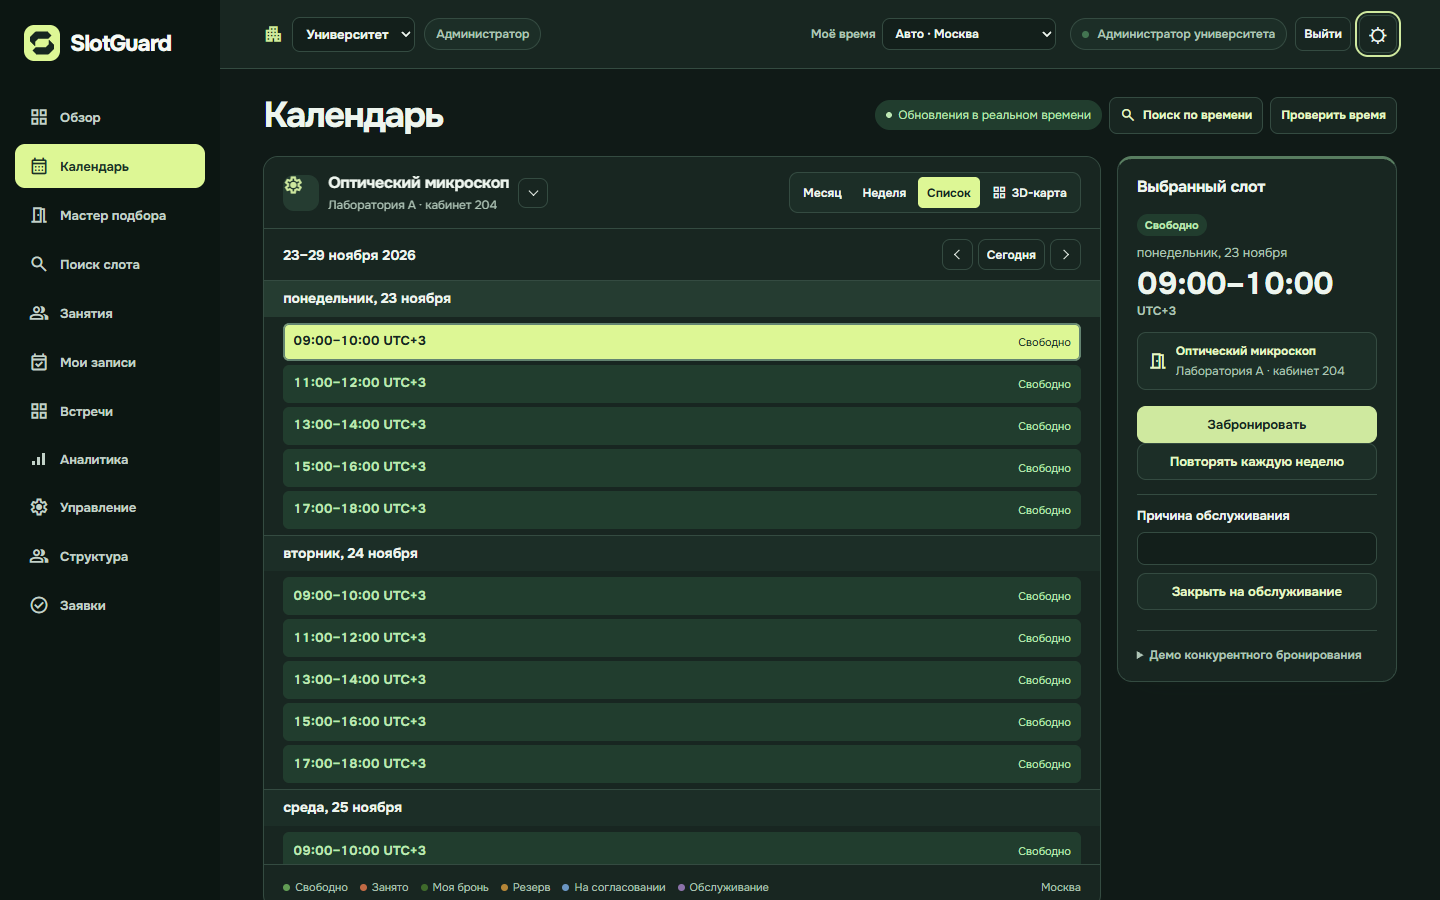 SlotGuard
Университет
Администратор
Моё время
Авто · Москва
Администратор университета
Выйти
Обзор
Календарь
Мастер подбора
Поиск слота
Занятия
Мои записи
Встречи
Аналитика
Управление
Структура
Заявки
Календарь
Обновления в реальном времени
Поиск по времени
Проверить время
Оптический микроскоп
Лаборатория А · кабинет 204
Месяц
Неделя
Список
3D-карта
23–29 ноября 2026
Сегодня
понедельник, 23 ноября
09:00–10:00 UTC+3 Свободно
11:00–12:00 UTC+3 Свободно
13:00–14:00 UTC+3 Свободно
15:00–16:00 UTC+3 Свободно
17:00–18:00 UTC+3 Свободно
вторник, 24 ноября
09:00–10:00 UTC+3 Свободно
11:00–12:00 UTC+3 Свободно
13:00–14:00 UTC+3 Свободно
15:00–16:00 UTC+3 Свободно
17:00–18:00 UTC+3 Свободно
среда, 25 ноября
09:00–10:00 UTC+3 Свободно
Свободно
Занято
Моя бронь
Резерв
На согласовании
Обслуживание
Москва
Выбранный слот
Свободно
понедельник, 23 ноября
09:00–10:00
UTC+3
Оптический микроскоп
Лаборатория А · кабинет 204
Забронировать
Повторять каждую неделю
Причина обслуживания
Закрыть на обслуживание
Демо конкурентного бронирования